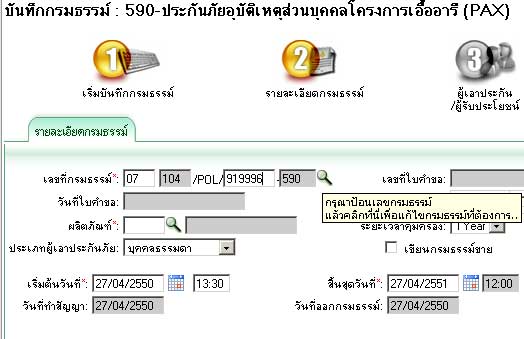 บันทึกกรมธรรม์ : 590-ประกันภัยอุบัติเหตุส่วนบุคคลโครงการเอื้ออารี (PAX)
1 2 3
เริ่มบันทึกกรมธรรม์ รายละเอียดกรมธรรม์ ผู้เอาประกัน
/ผู้รับประโยชน์
รายละเอียดกรมธรรม์
เลขที่กรมธรรม์*: 07 104 /POL/ 919996 -590 เลขที่ใบคำขอ:
วันที่ใบคำขอ: กรุณาป้อนเลขกรมธรรม์
แล้วคลิกที่นี่เพื่อแก้ไขกรมธรรม์ที่ต้องการ..
ผลิตภัณฑ์*: ระยะเวลาคุ้มครอง: 1 Year
ประเภทผู้เอาประกันภัย: บุคคลธรรมดา เขียนกรมธรรม์ขาย
เริ่มต้นวันที่*: 27/04/2550 13:30 สิ้นสุดวันที่*: 27/04/2551 12:00
วันที่ทำสัญญา: 27/04/2550 วันที่ออกกรมธรรม์: 27/04/2550